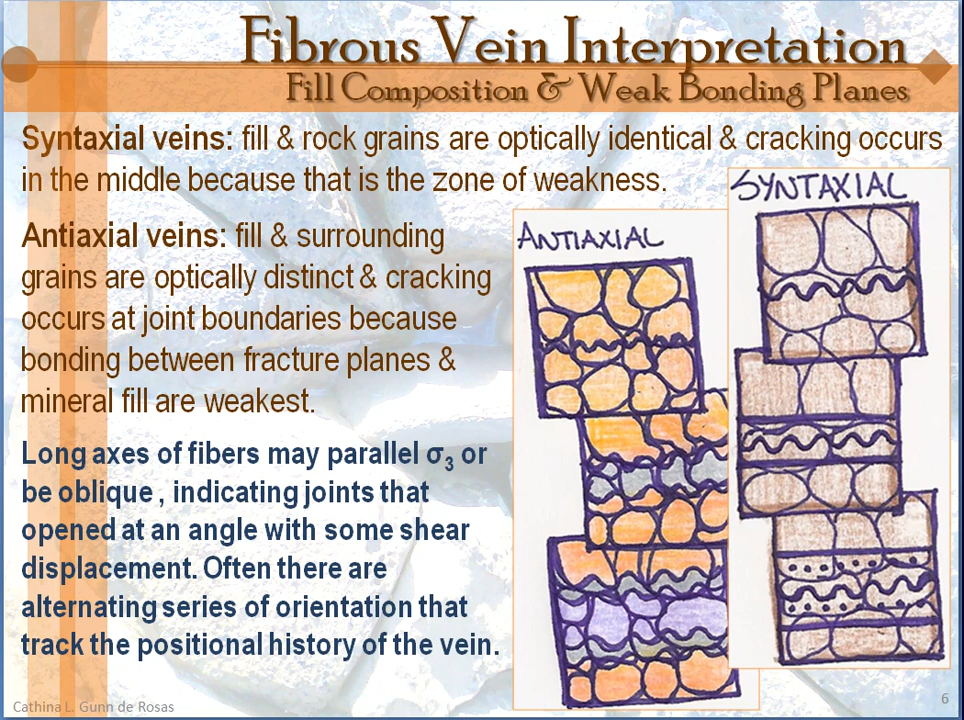 Fibrous Vein Interpretation
Fill Composition & Weak Bonding Planes
Syntaxial veins: fill & rock grains are optically identical & cracking occurs
in the middle because that is the zone of weakness.
Antiaxial veins: fill & surrounding
grains are optically distinct & cracking
occurs at joint boundaries because
bonding between fracture planes &
mineral fill are weakest.
Long axes of fibers may parallel σ₃ or
be oblique , indicating joints that
opened at an angle with some shear
displacement. Often there are
alternating series of orientation that
track the positional history of the vein.
ANTIAXIAL
SYNTAXIAL
Cathina L. Gunn de Rosas
6